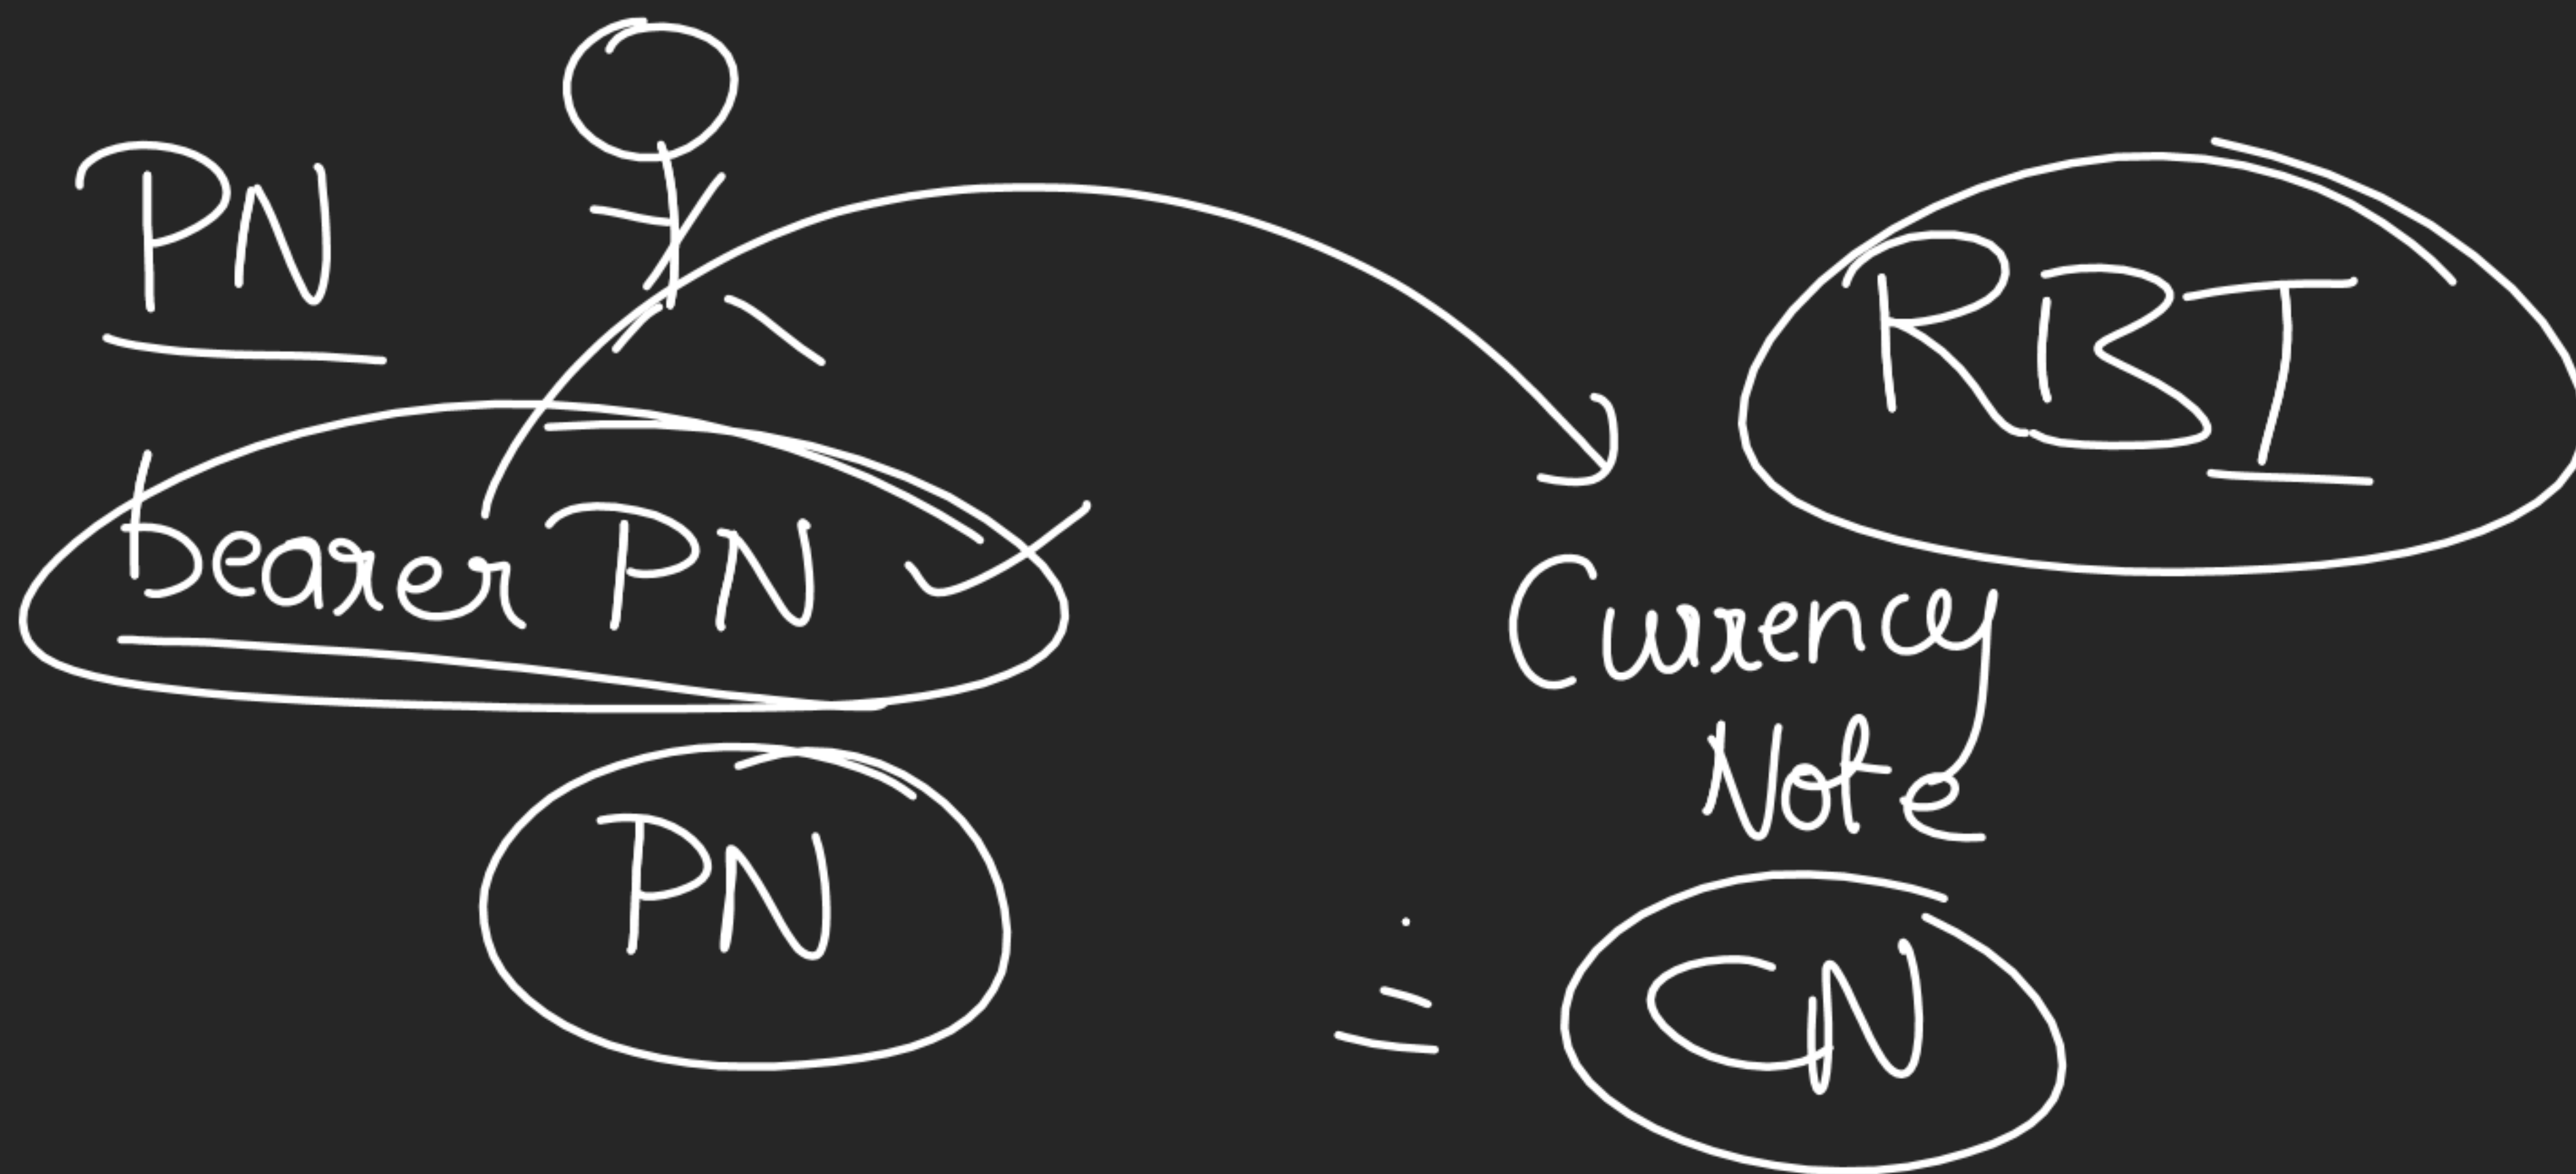 PN
RBI
bearer PN
Currency
Note
PN
= CN